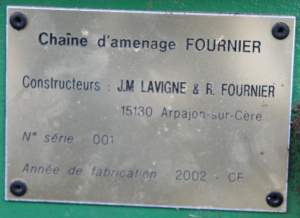 Chaîne d'amenage FOURNIER
Constructeurs : J.M LAVIGNE & R. FOURNIER
15130 Arpajon-sur-Cère
N° série 001
Année de fabrication 2002 - CE